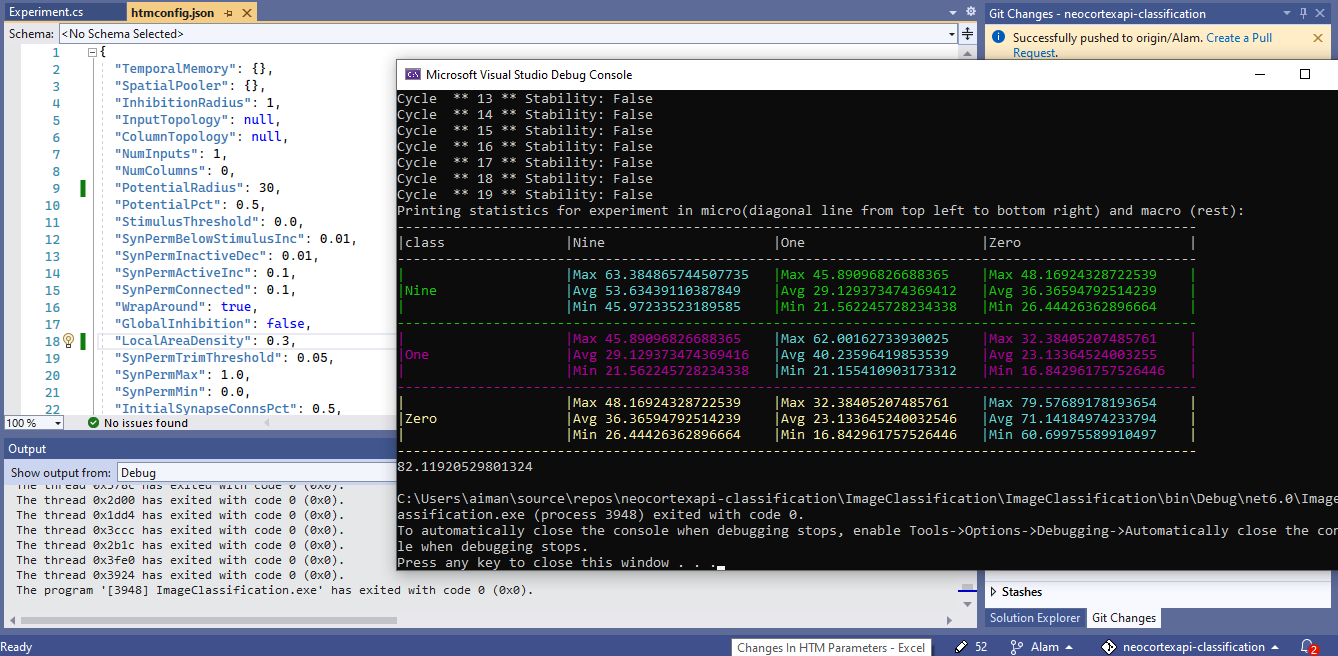 Experiment.cs
htmconfig.json
Schema: <No Schema Selected>
1 {
2 "TemporalMemory": {},
3 "SpatialPooler": {},
4 "InhibitionRadius": 1,
5 "InputTopology": null,
6 "ColumnTopology": null,
7 "NumInputs": 1,
8 "NumColumns": 0,
9 "PotentialRadius": 30,
10 "PotentialPct": 0.5,
11 "StimulusThreshold": 0.0,
12 "SynPermBelowStimulusInc": 0.01,
13 "SynPermInactiveDec": 0.01,
14 "SynPermActiveInc": 0.1,
15 "SynPermConnected": 0.1,
16 "WrapAround": true,
17 "GlobalInhibition": false,
18 "LocalAreaDensity": 0.3,
19 "SynPermTrimThreshold": 0.05,
20 "SynPermMax": 1.0,
21 "SynPermMin": 0.0,
22 "InitialSynapseConnsPct": 0.5,
100 % No issues found
Git Changes - neocortexapi-classification
Successfully pushed to origin/Alam. Create a Pull
Request.
Microsoft Visual Studio Debug Console
Cycle ** 13 ** Stability: False
Cycle ** 14 ** Stability: False
Cycle ** 15 ** Stability: False
Cycle ** 16 ** Stability: False
Cycle ** 17 ** Stability: False
Cycle ** 18 ** Stability: False
Cycle ** 19 ** Stability: False
Printing statistics for experiment in micro(diagonal line from top left to bottom right) and macro (rest):
|class |Nine |One |Zero |
| |Max 63.384865744507735 |Max 45.89096826688365 |Max 48.16924328722539 |
|Nine |Avg 53.63439110387849 |Avg 29.129373474369412 |Avg 36.36594792514239 |
| |Min 45.97233523189585 |Min 21.562245728234338 |Min 26.44426362896664 |
| |Max 45.89096826688365 |Max 62.00162733930025 |Max 32.38405207485761 |
|One |Avg 29.129373474369416 |Avg 40.23596419853539 |Avg 23.13364524003255 |
| |Min 21.562245728234338 |Min 21.155410903173312 |Min 16.842961757526446 |
| |Max 48.16924328722539 |Max 32.38405207485761 |Max 79.57689178193654 |
|Zero |Avg 36.36594792514239 |Avg 23.133645240032546 |Avg 71.14184974233794 |
| |Min 26.44426362896664 |Min 16.842961757526446 |Min 60.69975589910497 |
82.11920529801324
C:\Users\aiman\source\repos\neocortexapi-classification\ImageClassification\ImageClassification\bin\Debug\net6.0\Image
assification.exe (process 3948) exited with code 0.
To automatically close the console when debugging stops, enable Tools->Options->Debugging->Automatically close the con
le when debugging stops.
Press any key to close this window . . .
Output
Show output from: Debug
The thread 0x378c has exited with code 0 (0x0).
The thread 0x2d00 has exited with code 0 (0x0).
The thread 0x1dd4 has exited with code 0 (0x0).
The thread 0x3ccc has exited with code 0 (0x0).
The thread 0x2b1c has exited with code 0 (0x0).
The thread 0x3fe0 has exited with code 0 (0x0).
The thread 0x3924 has exited with code 0 (0x0).
The program '[3948] ImageClassification.exe' has exited with code 0 (0x0).
Stashes
Solution Explorer Git Changes
Ready
Changes In HTM Parameters - Excel
52
Alam
neocortexapi-classification
2